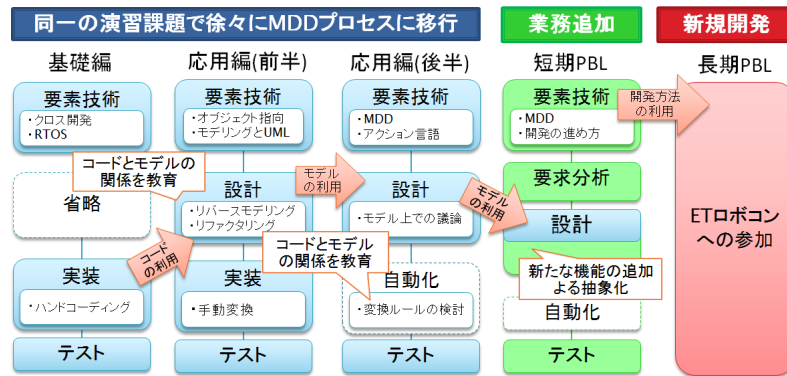 同一の演習課題で徐々にMDDプロセスに移行
業務追加
新規開発
基礎編
応用編(前半)
応用編(後半)
短期PBL
長期PBL
要素技術
・クロス開発
・RTOS
要素技術
・オブジェクト指向
・モデリングとUML
要素技術
・MDD
・アクション言語
要素技術
・MDD
・開発の進め方
開発方法
の利用
コードとモデルの
関係を教育
省略
設計
・リバースモデリング
・リファクタリング
モデル
の利用
設計
・モデル上での議論
モデル
の利用
要求分析
設計
ETロボコン
への参加
コード
の利用
コードとモデル
の関係を教育
新たな機能の追加
よる抽象化
実装
・ハンドコーディング
実装
・手動変換
自動化
・変換ルールの検討
自動化
テスト
テスト
テスト
テスト